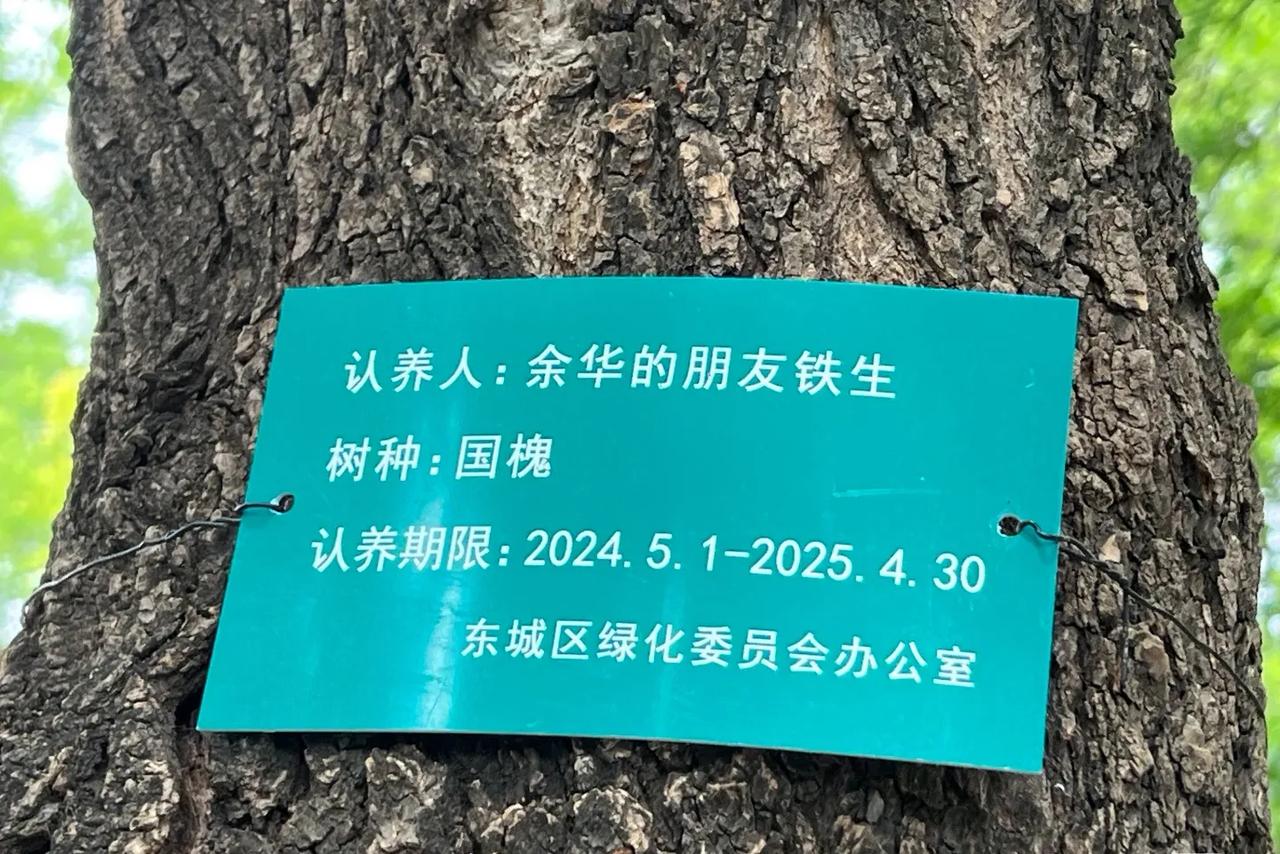 认养人：余华的朋友铁生
树种：国槐
认养期限：2024.5.1-2025.4.30
东城区绿化委员会办公室